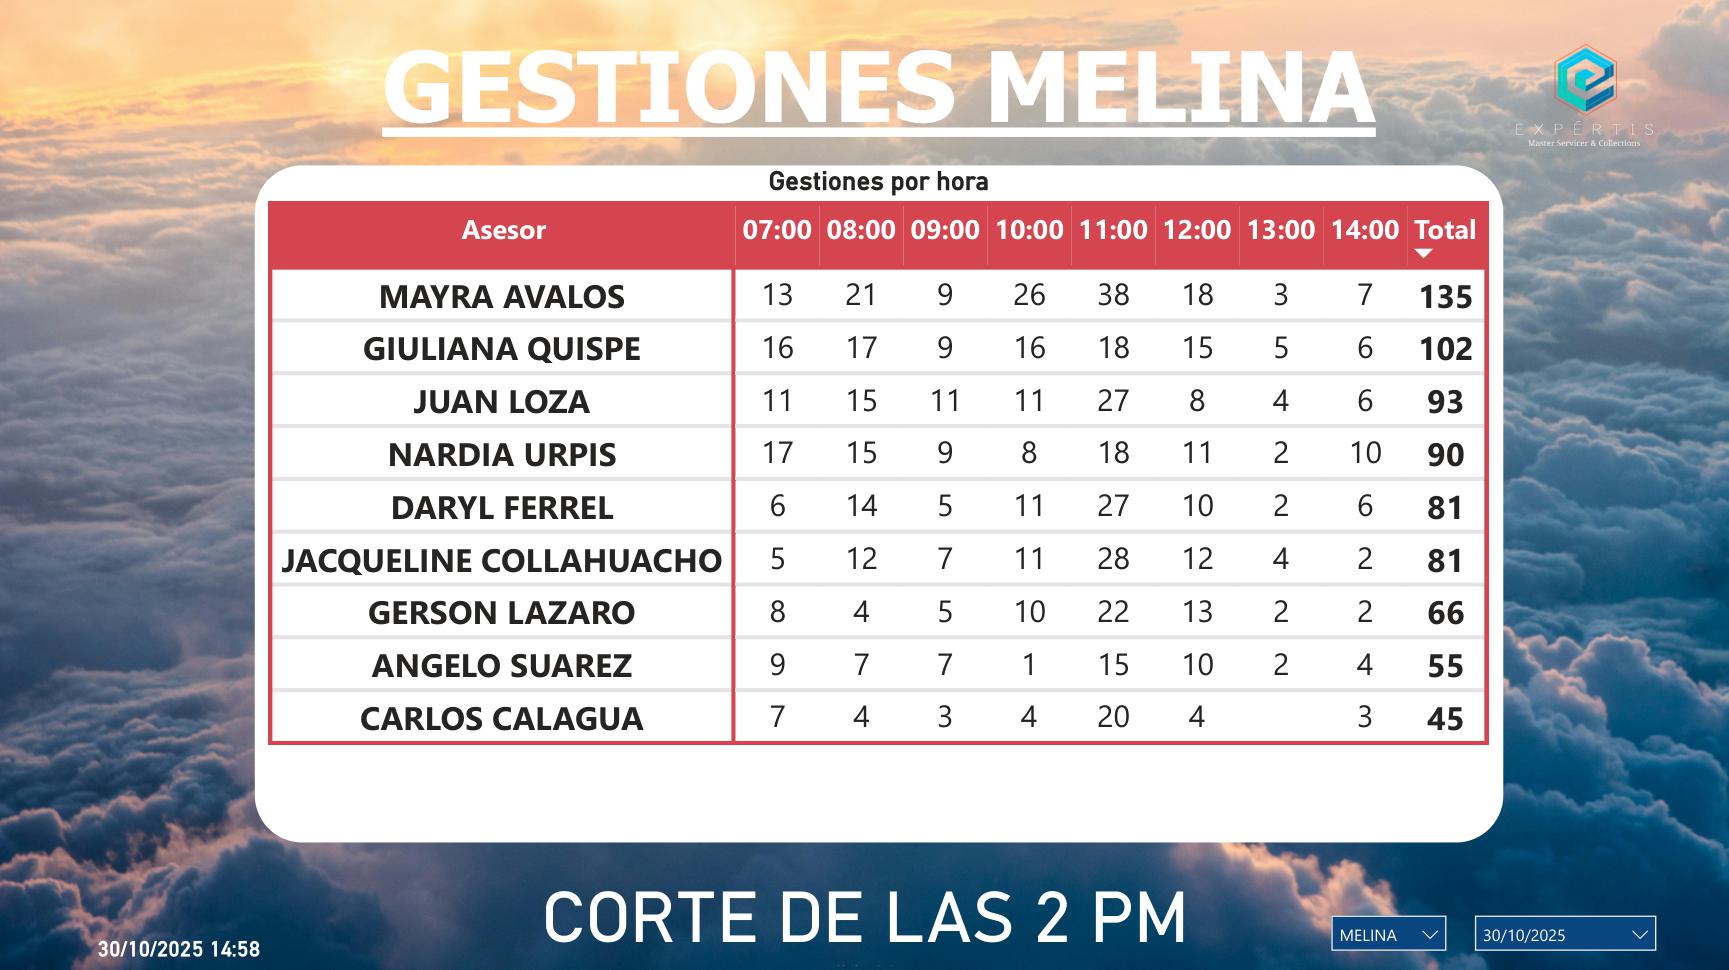 GESTIONES MELINA
EXPÉRTIS
Master Servicer & Collections
Gestiones por hora
Asesor 07:00 08:00 09:00 10:00 11:00 12:00 13:00 14:00 Total
MAYRA AVALOS 13 21 9 26 38 18 3 7 135
GIULIANA QUISPE 16 17 9 16 18 15 5 6 102
JUAN LOZA 11 15 11 11 27 8 4 6 93
NARDIA URPIS 17 15 9 8 18 11 2 10 90
DARYL FERREL 6 14 5 11 27 10 2 6 81
JACQUELINE COLLAHUACHO 5 12 7 11 28 12 4 2 81
GERSON LAZARO 8 4 5 10 22 13 2 2 66
ANGELO SUAREZ 9 7 7 1 15 10 2 4 55
CARLOS CALAGUA 7 4 3 4 20 4 3 45
CORTE DE LAS 2 PM
30/10/2025 14:58
MELINA
30/10/2025